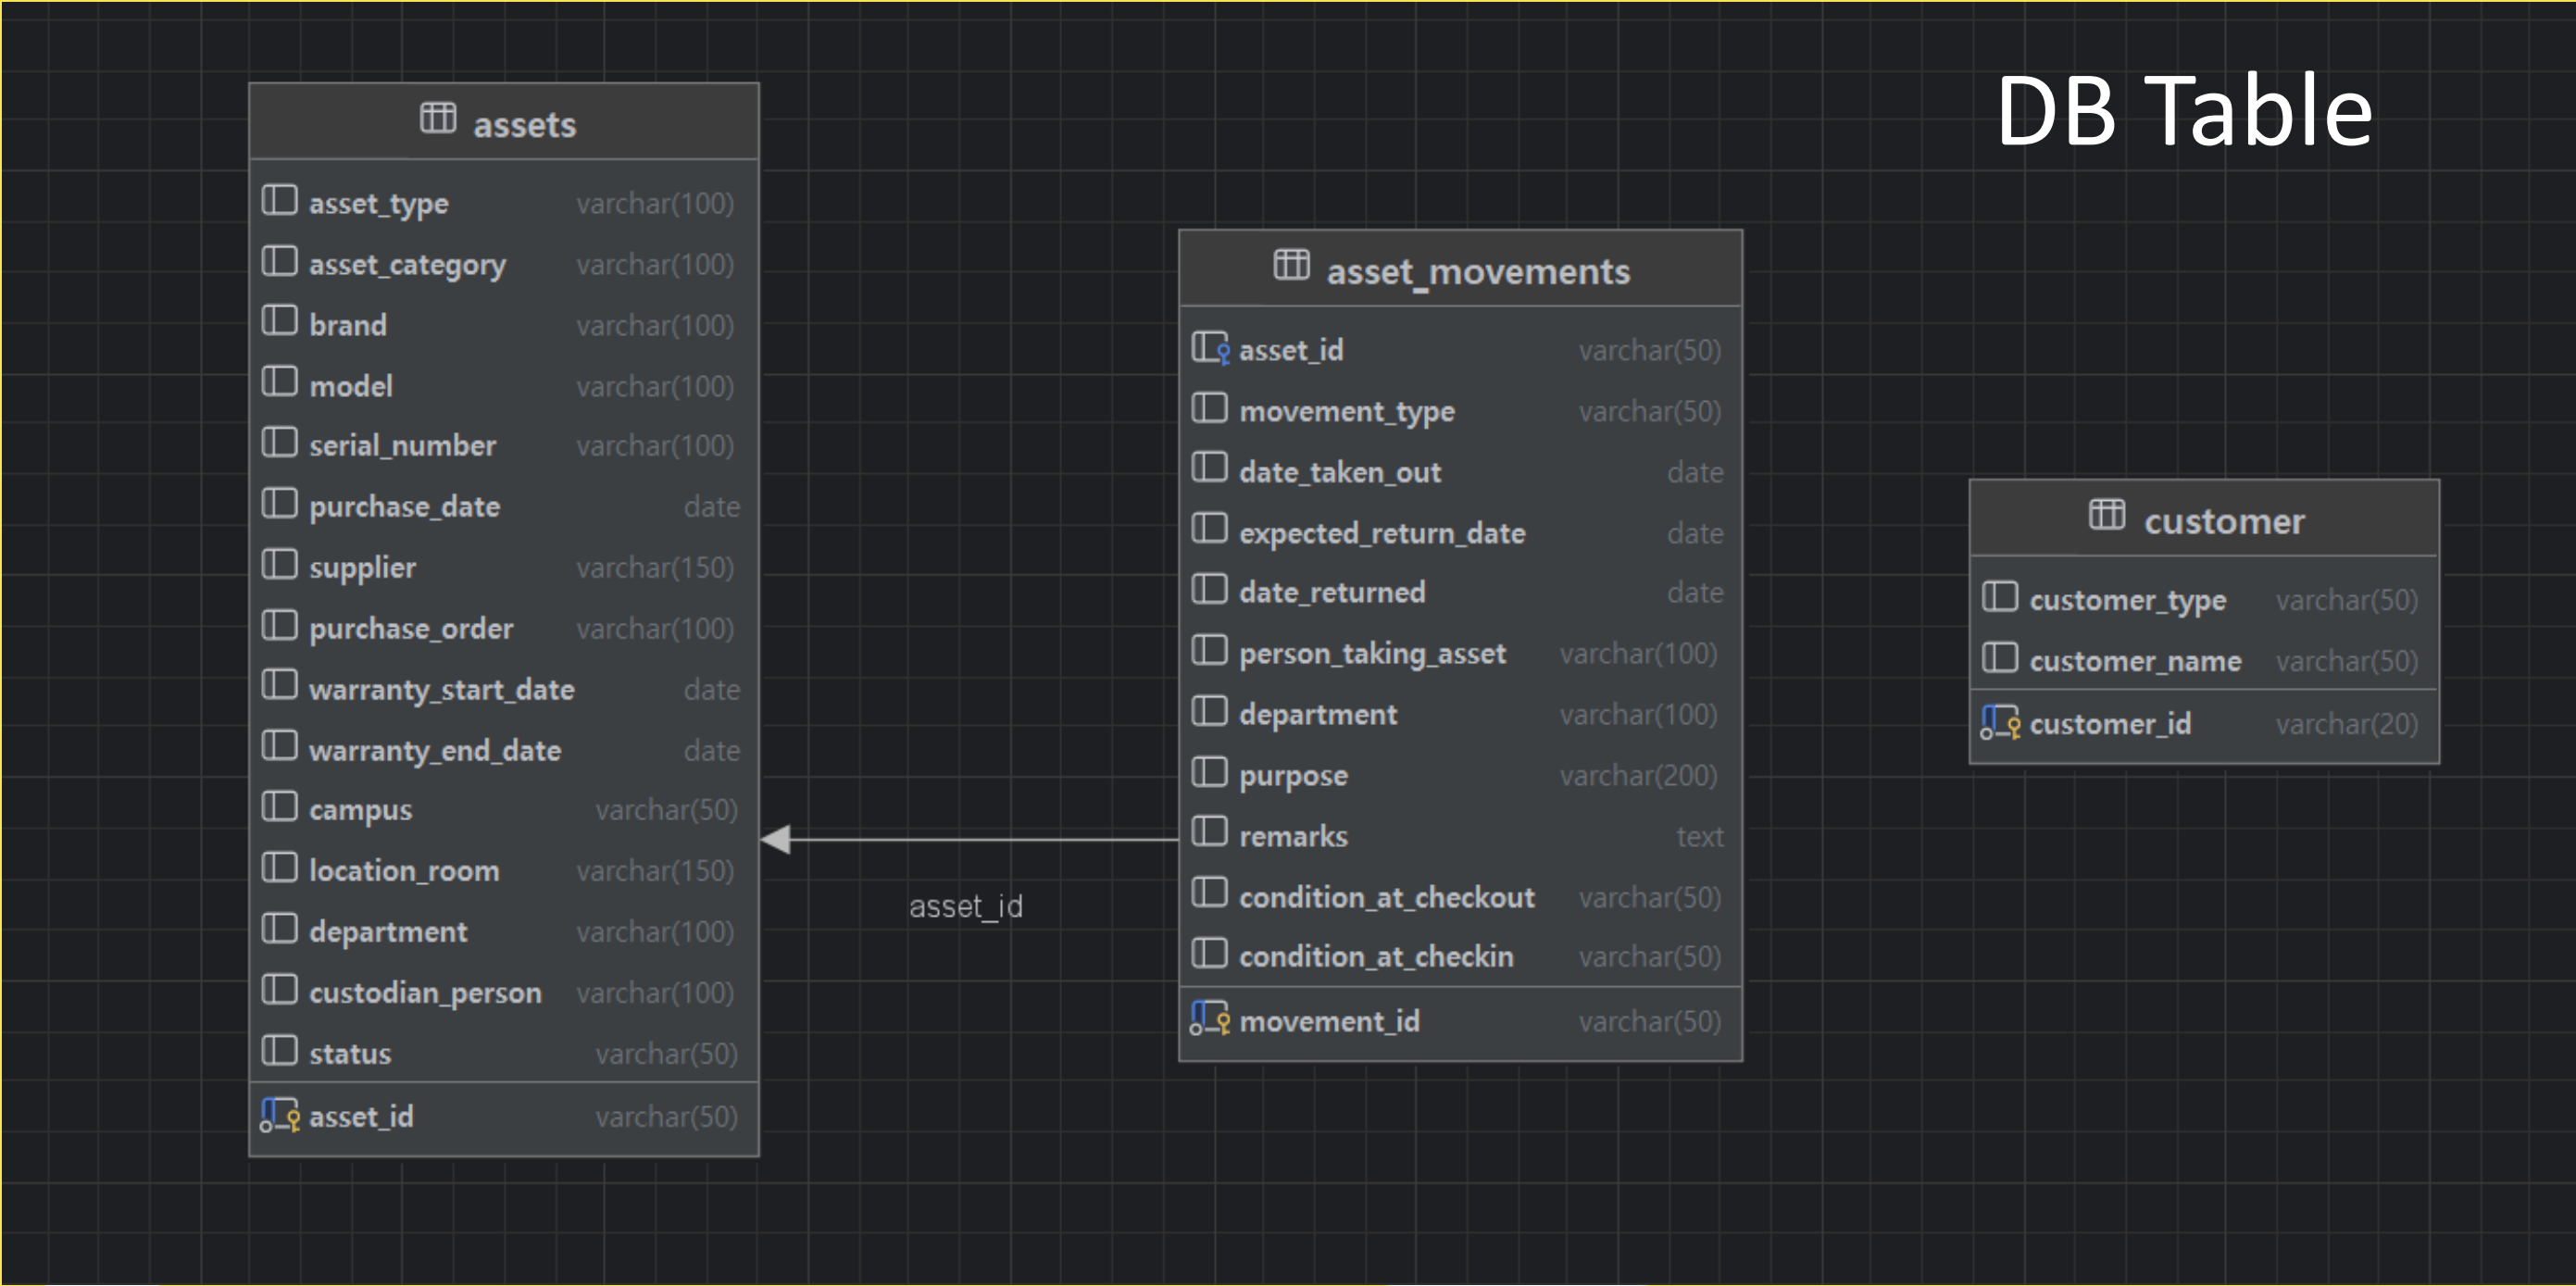 DB Table
assets
asset_type varchar(100)
asset_category varchar(100)
brand varchar(100)
model varchar(100)
serial_number varchar(100)
purchase_date date
supplier varchar(150)
purchase_order varchar(100)
warranty_start_date date
warranty_end_date date
campus varchar(50)
location_room varchar(150)
department varchar(100)
custodian_person varchar(100)
status varchar(50)
asset_id varchar(50)
asset_id
asset_movements
asset_id varchar(50)
movement_type varchar(50)
date_taken_out date
expected_return_date date
date_returned date
person_taking_asset varchar(100)
department varchar(100)
purpose varchar(200)
remarks text
condition_at_checkout varchar(50)
condition_at_checkin varchar(50)
movement_id varchar(50)
customer
customer_type varchar(50)
customer_name varchar(50)
customer_id varchar(20)